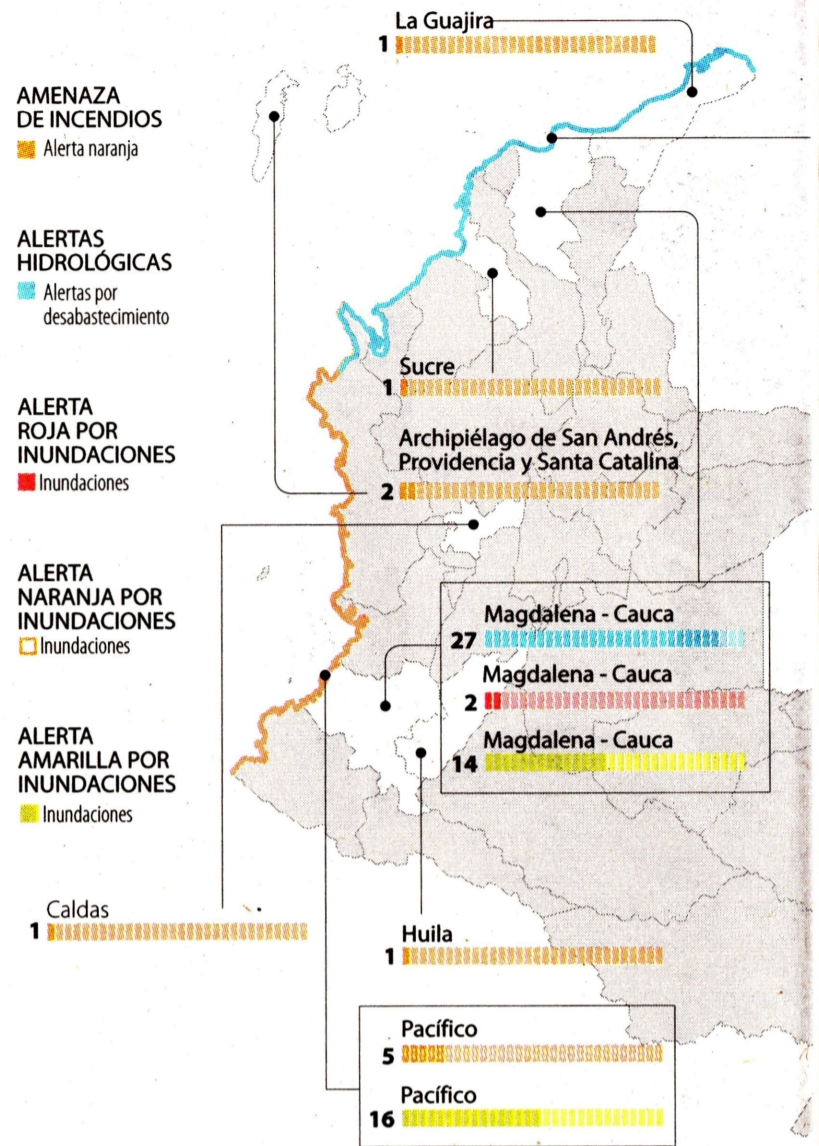 La Guajira
1
AMENAZA
DE INCENDIOS
Alerta naranja
ALERTAS
HIDROLÓGICAS
Alertas por
desabastecimiento
ALERTA
ROJA POR
INUNDACIONES
Inundaciones
ALERTA
NARANJA POR
INUNDACIONES
Inundaciones
ALERTA
AMARILLA POR
INUNDACIONES
Inundaciones
Sucre
1
Archipiélago de San Andrés,
Providencia y Santa Catalina
2
Magdalena - Cauca
27
Magdalena - Cauca
2
Magdalena - Cauca
14
Caldas
1
Huila
1
Pacífico
5
Pacífico
16